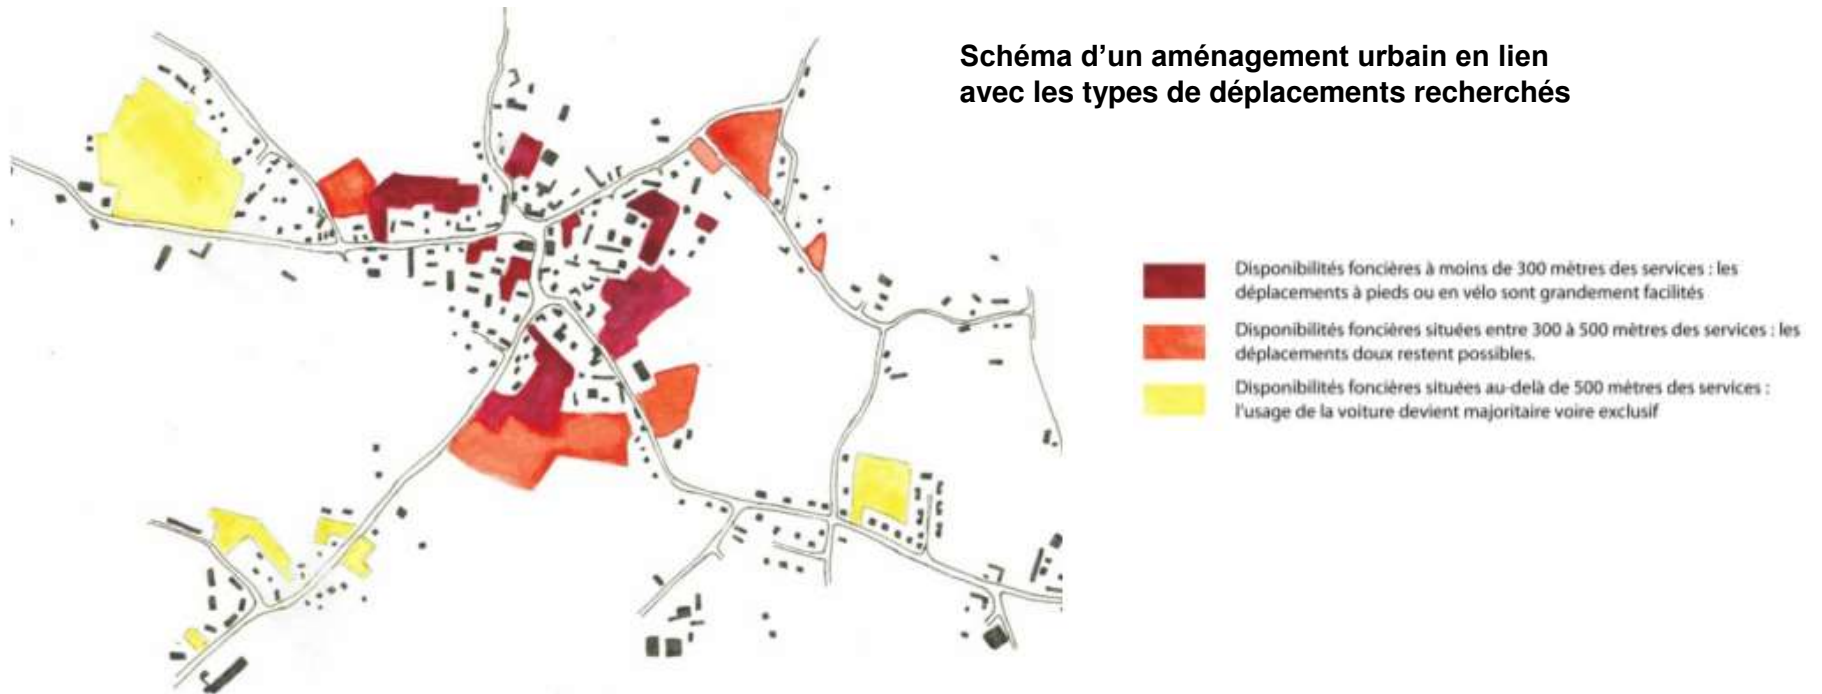 Schéma d’un aménagement urbain en lien
avec les types de déplacements recherchés
Disponibilités foncières à moins de 300 mètres des services : les
déplacements à pieds ou en vélo sont grandement facilités
Disponibilités foncières situées entre 300 à 500 mètres des services : les
déplacements doux restent possibles.
Disponibilités foncières situées au-delà de 500 mètres des services :
l'usage de la voiture devient majoritaire voire exclusif